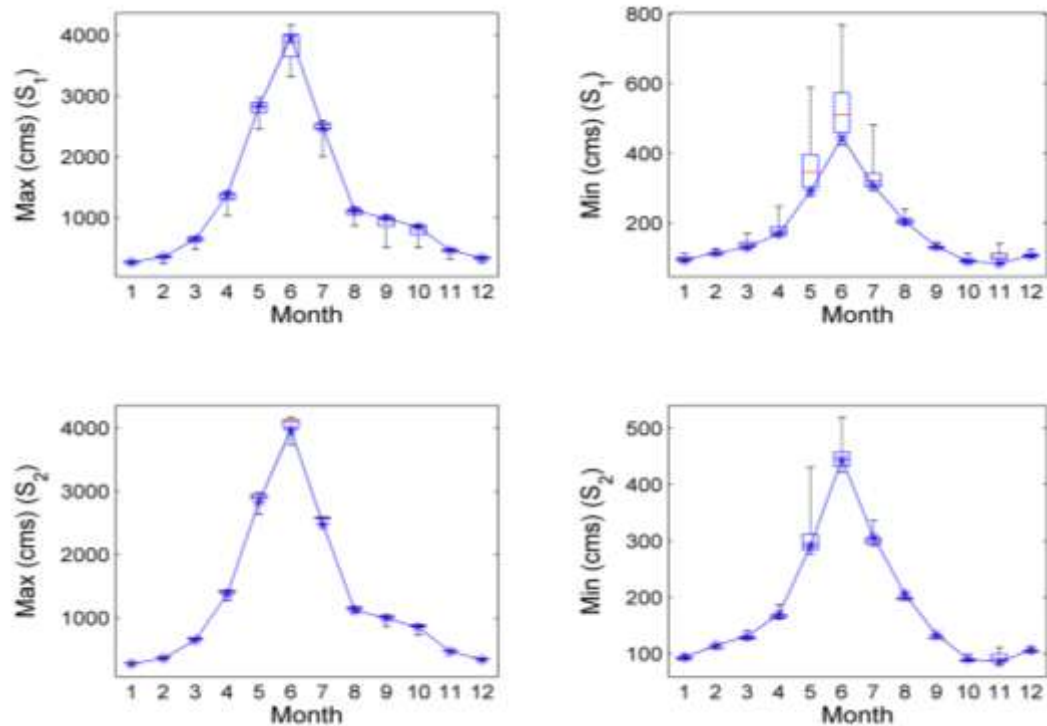 Max (cms) (S1)
4000
3000
2000
1000
1 2 3 4 5 6 7 8 9 10 11 12
Month
Min (cms) (S1)
800
600
400
200
1 2 3 4 5 6 7 8 9 10 11 12
Month
Max (cms) (S2)
4000
3000
2000
1000
1 2 3 4 5 6 7 8 9 10 11 12
Month
Min (cms) (S2)
500
400
300
200
100
1 2 3 4 5 6 7 8 9 10 11 12
Month